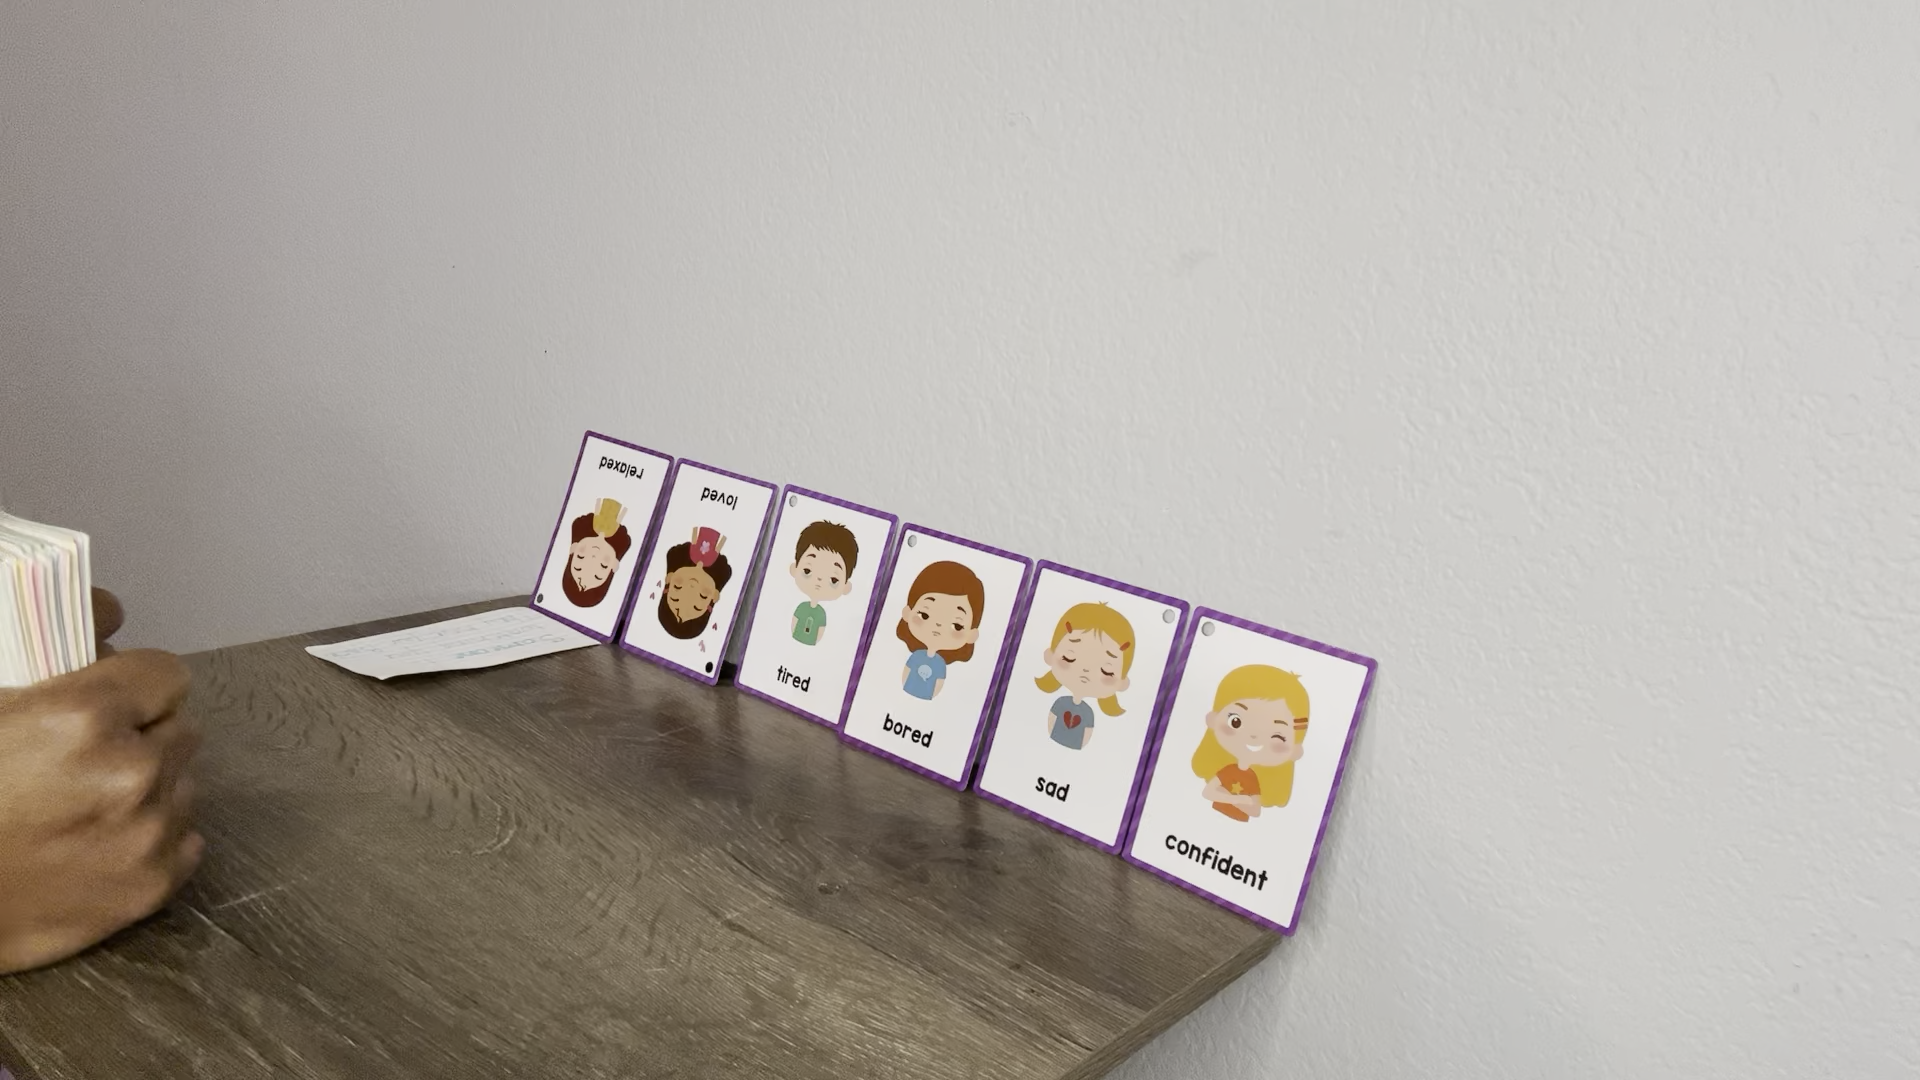 relaxed
loved
tired
bored
sad
confident